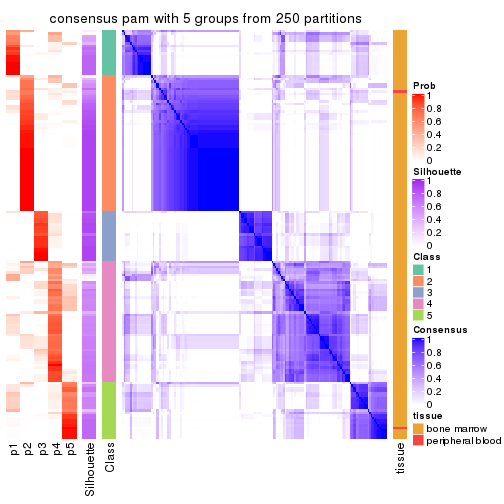 consensus pam with 5 groups from 250 partitions
Prob
1
0.8
0.6
0.4
0.2
0
Silhouette
1
0.8
0.6
0.4
0.2
0
Class
1
2
3
4
5
Consensus
1
0.8
0.6
0.4
0.2
0
tissue
bone marrow
peripheral blood
p1
p2
p3
p4
p5
Silhouette
Class
tissue